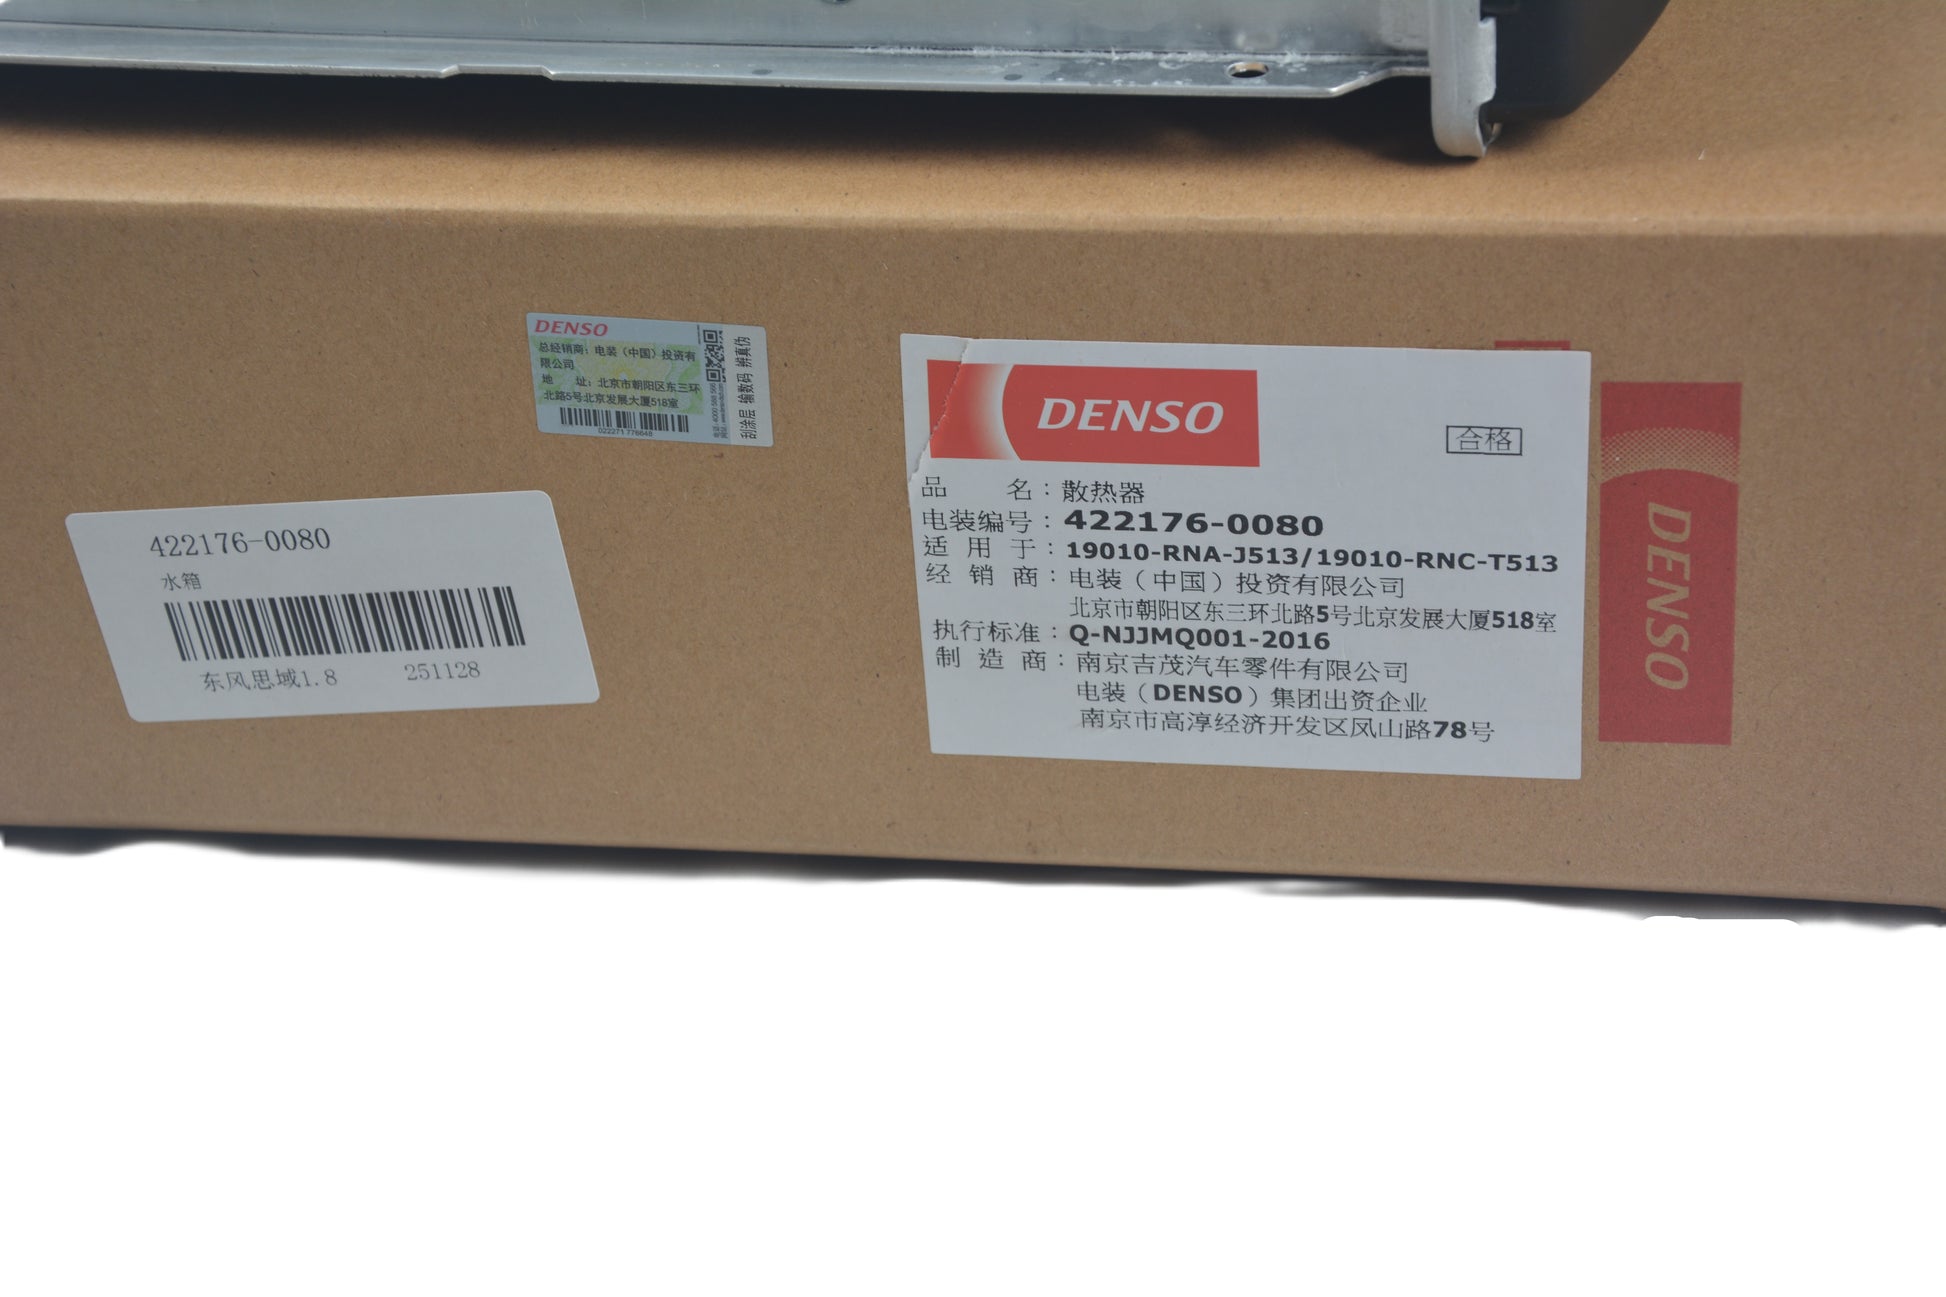 DENSO
总经销商：电装（中国）投资有
限公司
地 址：北京市朝阳区东三环
北路5号北京发展大厦518室
022271 776648
刮涂层 输数码 辨真伪
422176-0080
水箱
东风思域1.8 251128
DENSO
合格
品 名：散热器
电装编号：422176-0080
适 用 于：19010-RNA-J513/19010-RNC-T513
经 销 商：电装（中国）投资有限公司
北京市朝阳区东三环北路5号北京发展大厦518室
执行标准：Q-NJJMQ001-2016
制 造 商：南京吉茂汽车零件有限公司
电装（DENSO）集团出资企业
南京市高淳经济开发区凤山路78号
DENSO